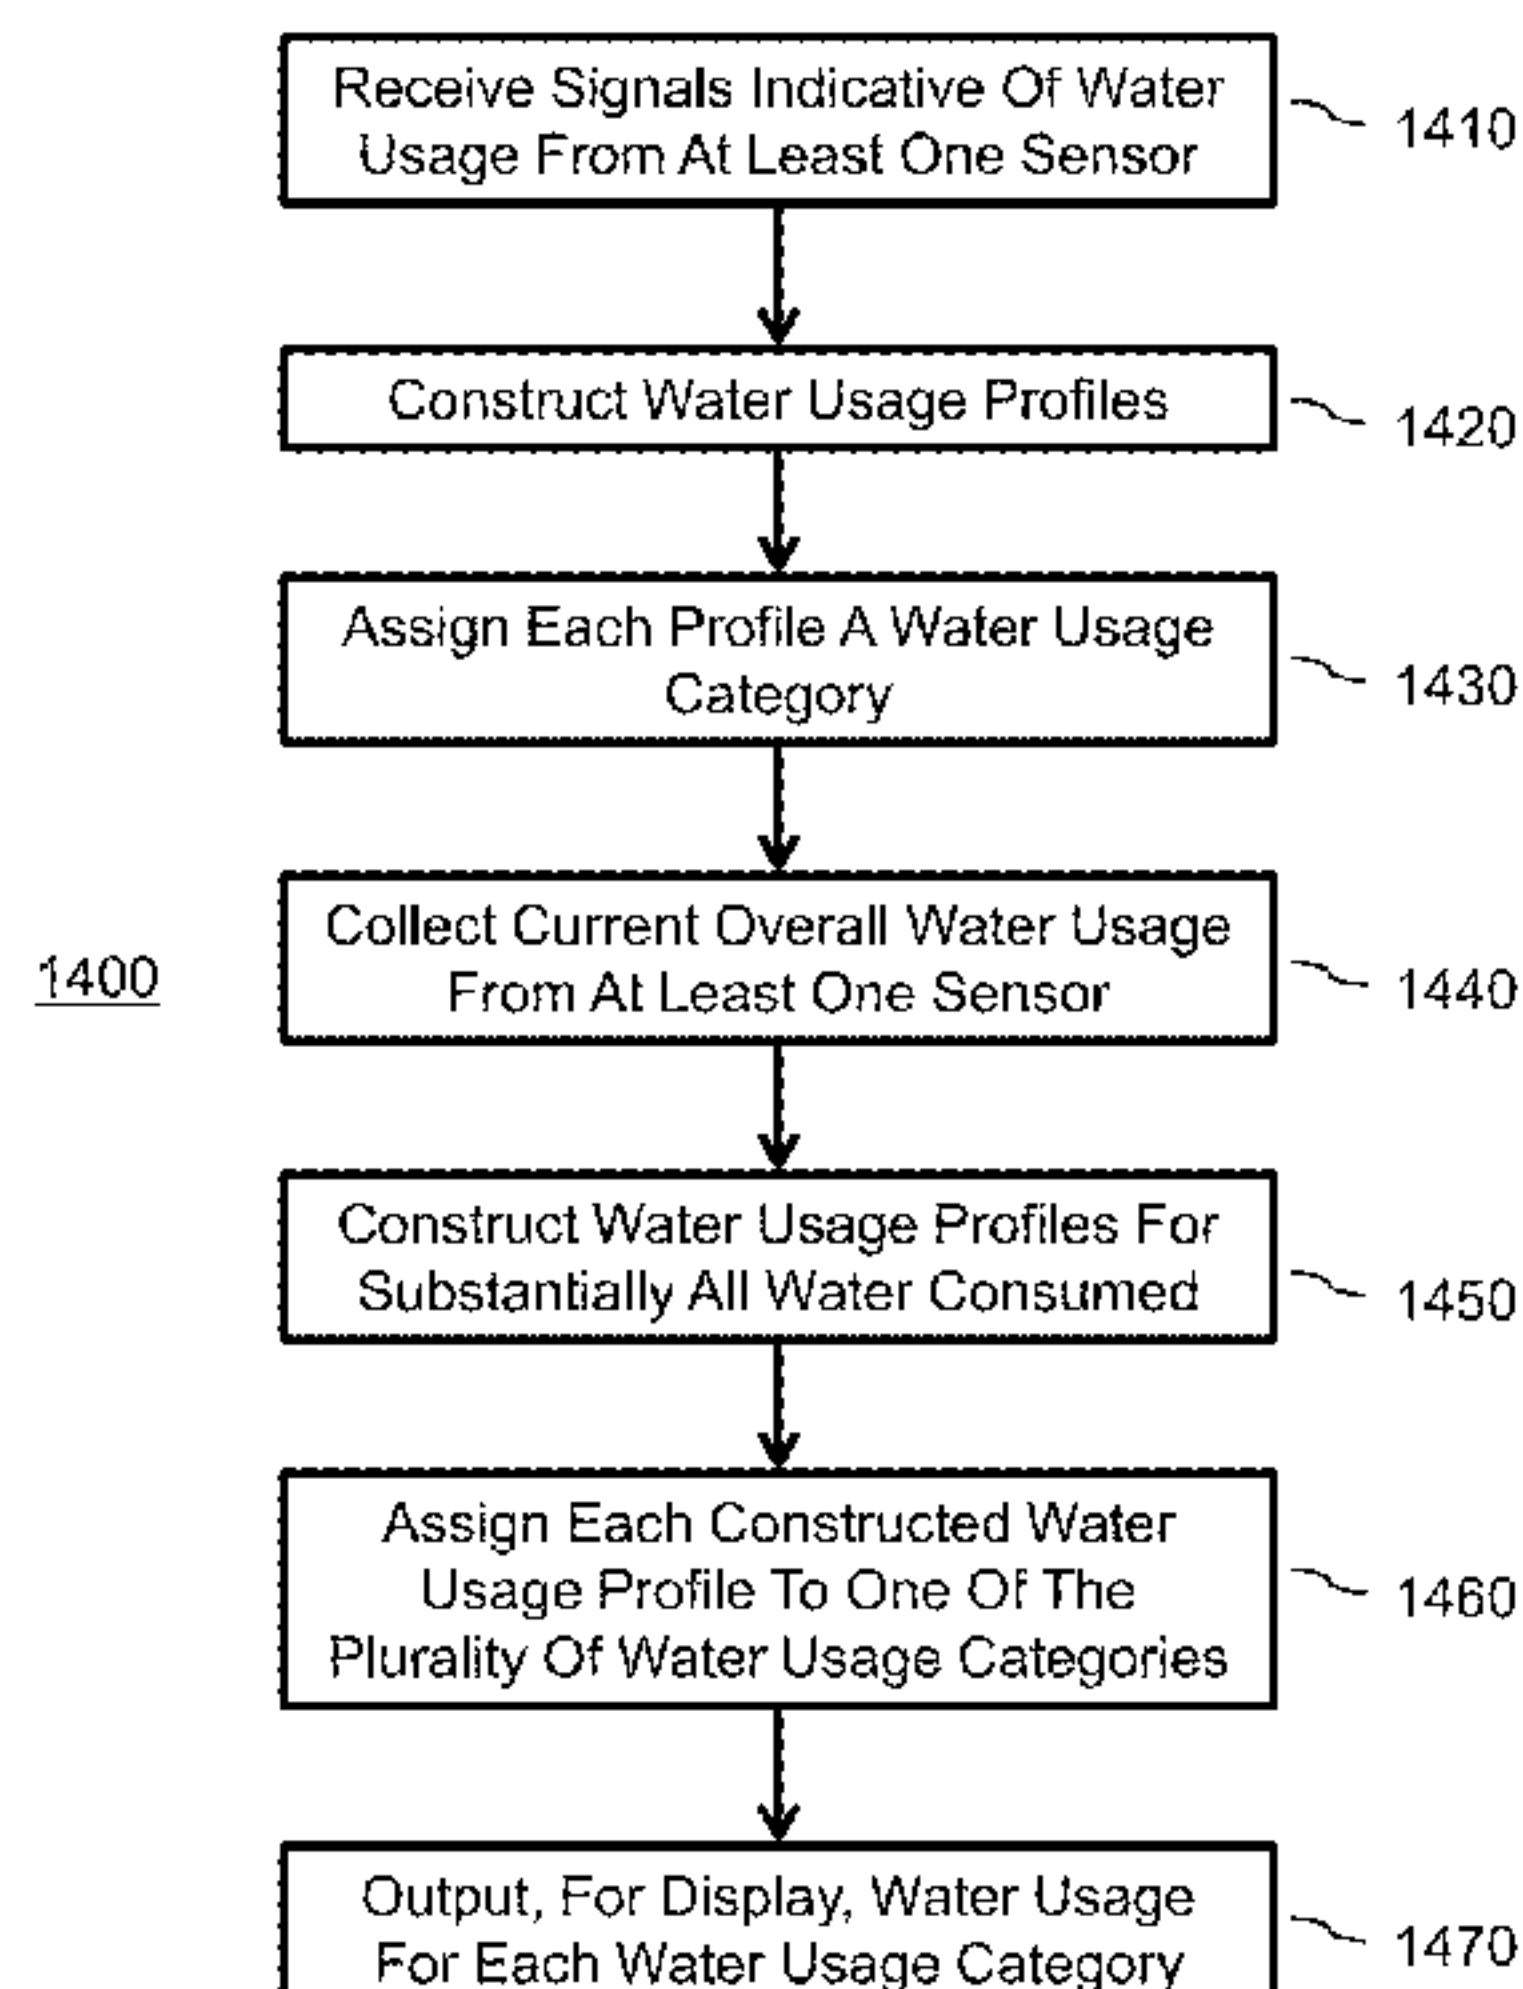 Receive Signals Indicative Of Water
Usage From At Least One Sensor
1410
Construct Water Usage Profiles
1420
Assign Each Profile A Water Usage
Category
1430
Collect Current Overall Water Usage
From At Least One Sensor
1440
1400
Construct Water Usage Profiles For
Substantially All Water Consumed
1450
Assign Each Constructed Water
Usage Profile To One Of The
Plurality Of Water Usage Categories
1460
Output, For Display, Water Usage
For Each Water Usage Category
1470